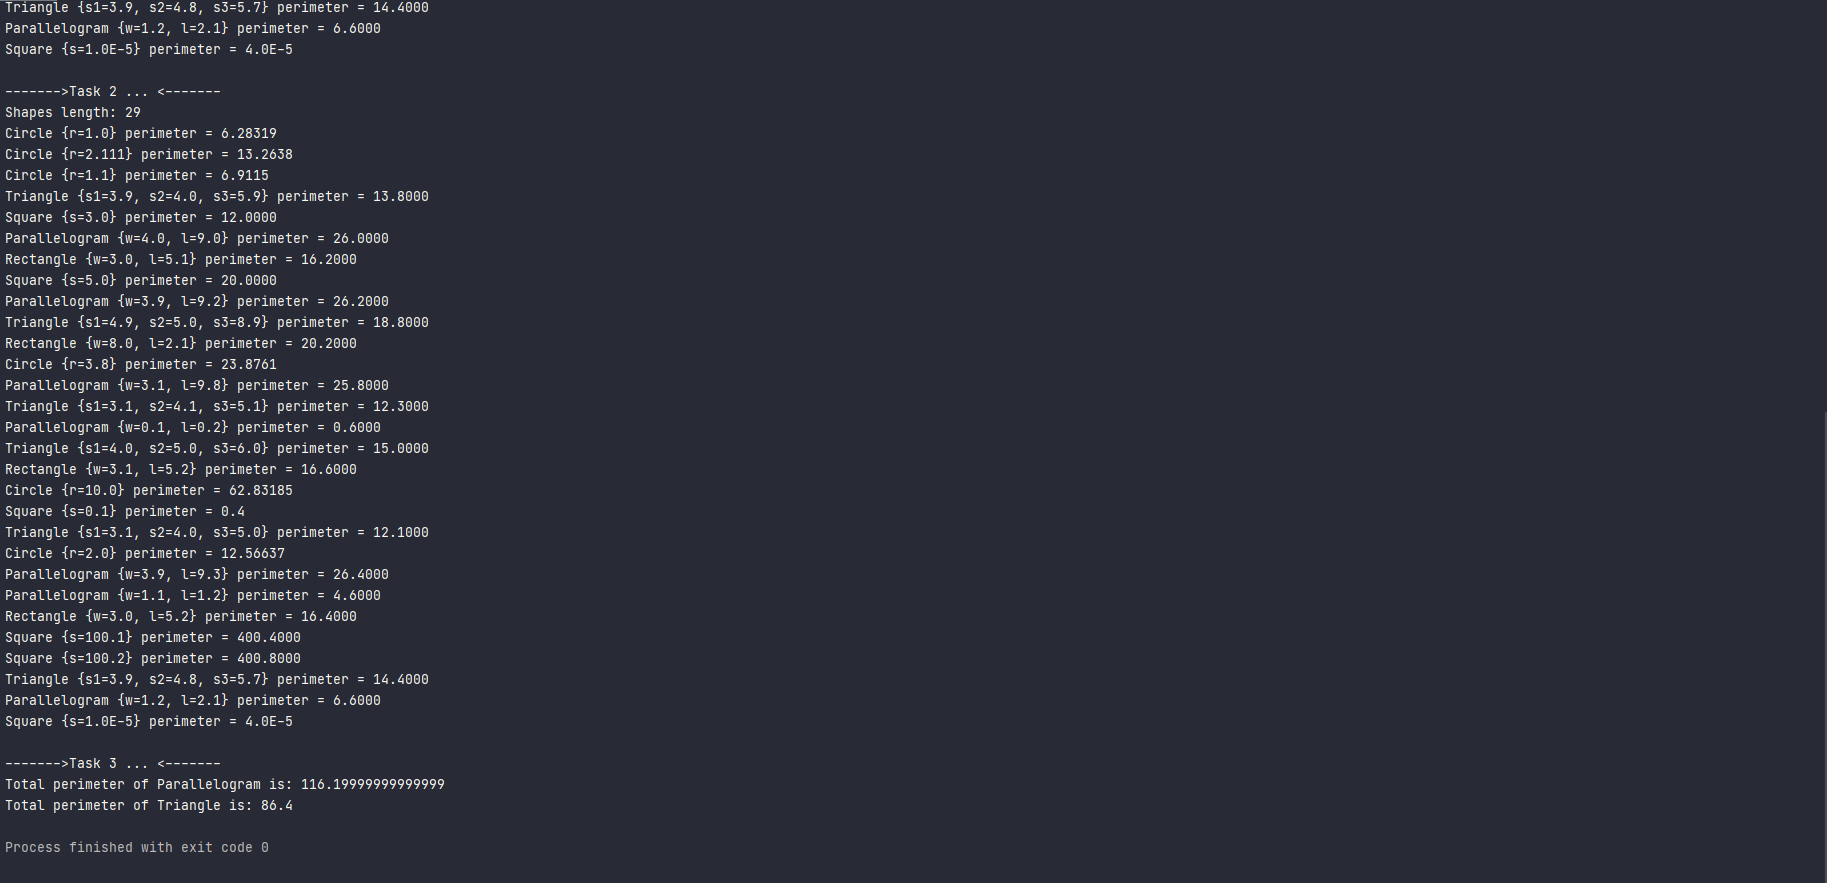 Triangle {s1=3.9, s2=4.8, s3=5.7} perimeter = 14.4000
Parallelogram {w=1.2, l=2.1} perimeter = 6.6000
Square {s=1.0E-5} perimeter = 4.0E-5
------->Task 2 ... <-------
Shapes length: 29
Circle {r=1.0} perimeter = 6.28319
Circle {r=2.111} perimeter = 13.2638
Circle {r=1.1} perimeter = 6.9115
Triangle {s1=3.9, s2=4.0, s3=5.9} perimeter = 13.8000
Square {s=3.0} perimeter = 12.0000
Parallelogram {w=4.0, l=9.0} perimeter = 26.0000
Rectangle {w=3.0, l=5.1} perimeter = 16.2000
Square {s=5.0} perimeter = 20.0000
Parallelogram {w=3.9, l=9.2} perimeter = 26.2000
Triangle {s1=4.9, s2=5.0, s3=8.9} perimeter = 18.8000
Rectangle {w=8.0, l=2.1} perimeter = 20.2000
Circle {r=3.8} perimeter = 23.8761
Parallelogram {w=3.1, l=9.8} perimeter = 25.8000
Triangle {s1=3.1, s2=4.1, s3=5.1} perimeter = 12.3000
Parallelogram {w=0.1, l=0.2} perimeter = 0.6000
Triangle {s1=4.0, s2=5.0, s3=6.0} perimeter = 15.0000
Rectangle {w=3.1, l=5.2} perimeter = 16.6000
Circle {r=10.0} perimeter = 62.83185
Square {s=0.1} perimeter = 0.4
Triangle {s1=3.1, s2=4.0, s3=5.0} perimeter = 12.1000
Circle {r=2.0} perimeter = 12.56637
Parallelogram {w=3.9, l=9.3} perimeter = 26.4000
Parallelogram {w=1.1, l=1.2} perimeter = 4.6000
Rectangle {w=3.0, l=5.2} perimeter = 16.4000
Square {s=100.1} perimeter = 400.4000
Square {s=100.2} perimeter = 400.8000
Triangle {s1=3.9, s2=4.8, s3=5.7} perimeter = 14.4000
Parallelogram {w=1.2, l=2.1} perimeter = 6.6000
Square {s=1.0E-5} perimeter = 4.0E-5
------->Task 3 ... <-------
Total perimeter of Parallelogram is: 116.19999999999999
Total perimeter of Triangle is: 86.4
Process finished with exit code 0